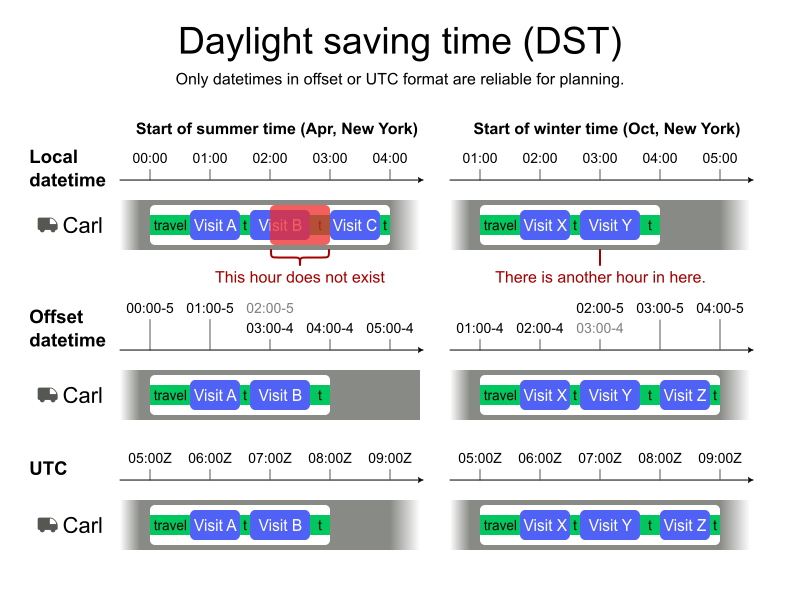 Daylight saving time (DST)
Only datetimes in offset or UTC format are reliable for planning.
Start of summer time (Apr, New York)
Start of winter time (Oct, New York)
Local
datetime
00:00 01:00 02:00 03:00 04:00
01:00 02:00 03:00 04:00 05:00
Carl
travel Visit A t Visit B t Visit C t
travel Visit X t Visit Y t
This hour does not exist
There is another hour in here.
Offset
datetime
00:00-5 01:00-5 02:00-5
03:00-4 04:00-4 05:00-4
02:00-5 03:00-5 04:00-5
01:00-4 02:00-4 03:00-4
Carl
travel Visit A t Visit B t
travel Visit X t Visit Y t Visit Z t
UTC
05:00Z 06:00Z 07:00Z 08:00Z 09:00Z
05:00Z 06:00Z 07:00Z 08:00Z 09:00Z
Carl
travel Visit A t Visit B t
travel Visit X t Visit Y t Visit Z t